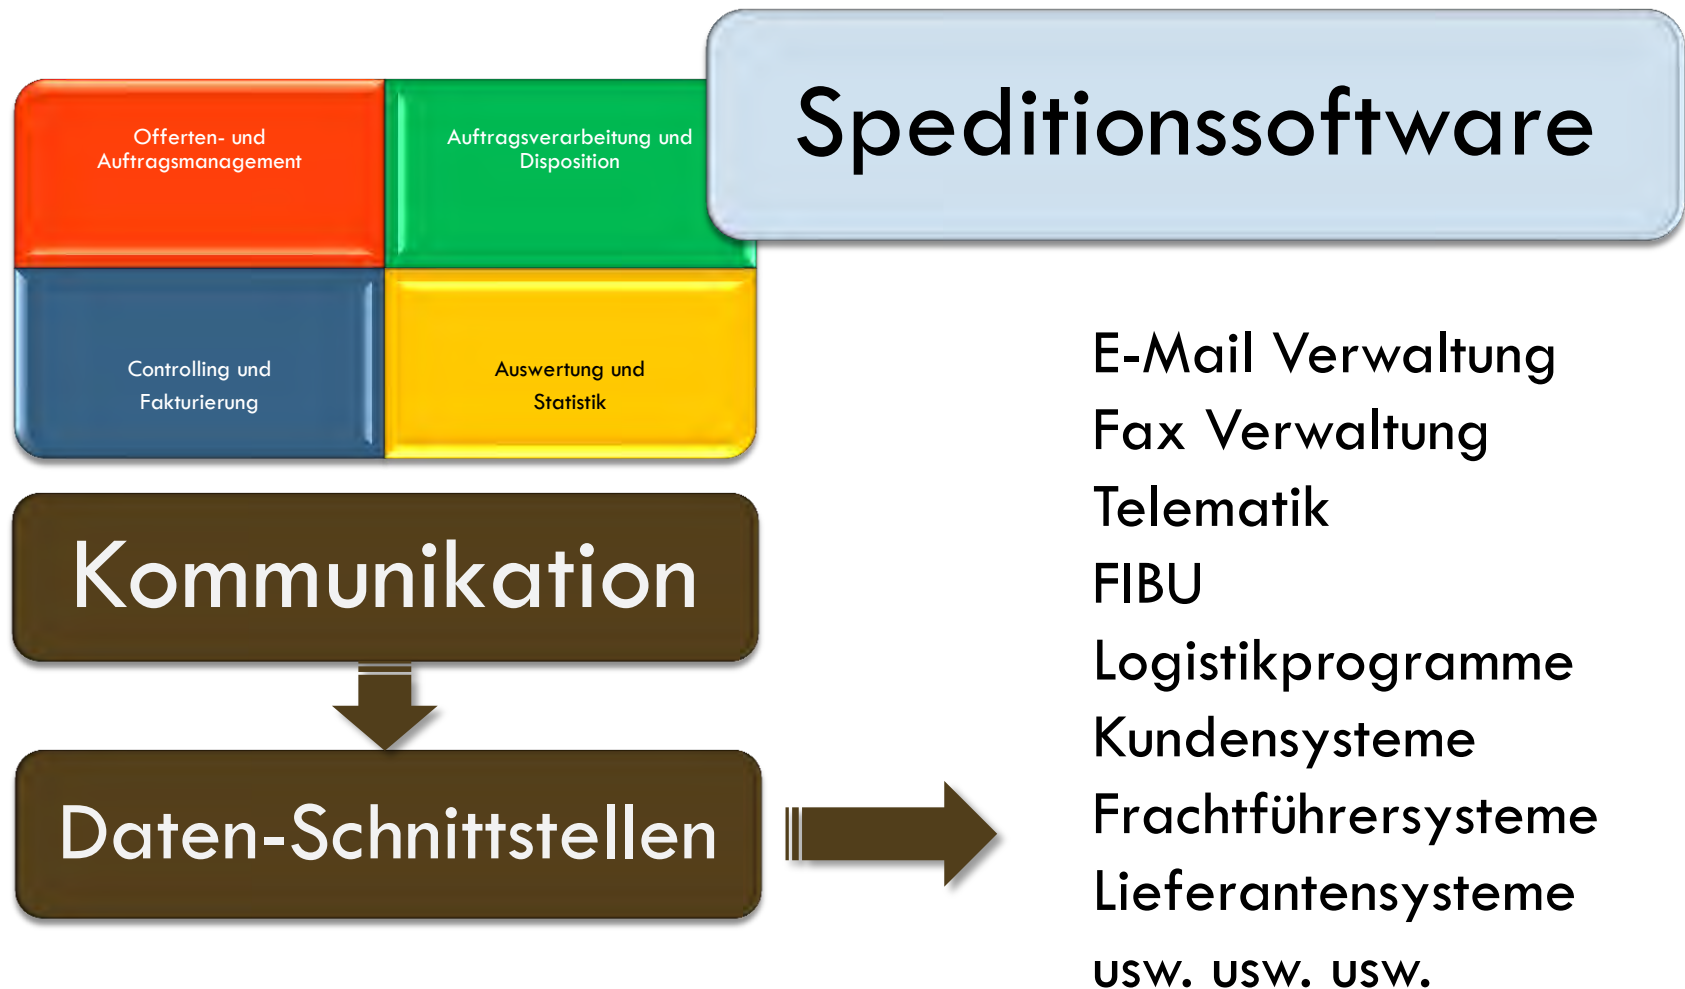 Speditionssoftware
Offerten- und
Auftragsmanagement
Auftragsverarbeitung und
Disposition
Controlling und
Fakturierung
Auswertung und
Statistik
Kommunikation
Daten-Schnittstellen
E-Mail Verwaltung
Fax Verwaltung
Telematik
FIBU
Logistikprogramme
Kundensysteme
Frachtführersysteme
Lieferantensysteme
usw. usw. usw.